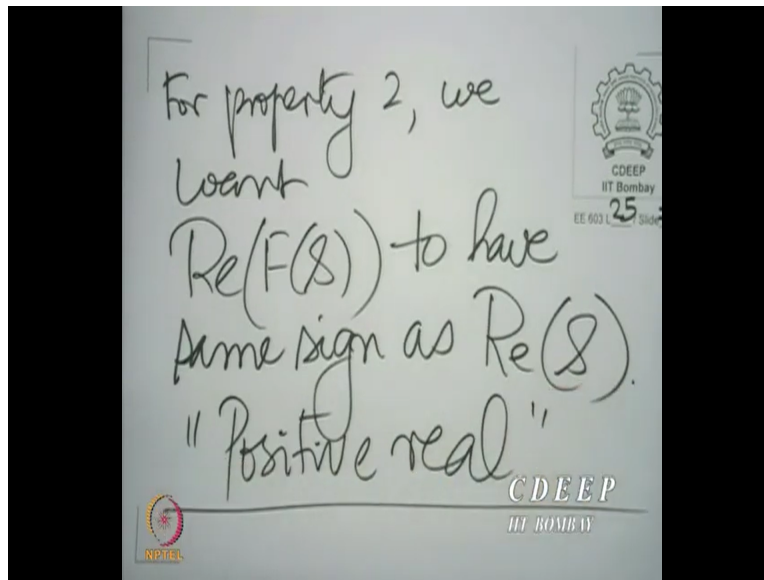 For property 2, we
want
Re(F(s)) to have
same sign as Re(s).
"Positive real"
CDEEP
IIT Bombay
EE 603 L 25 / Slide
CDEEP
IIT BOMBAY
NPTEL